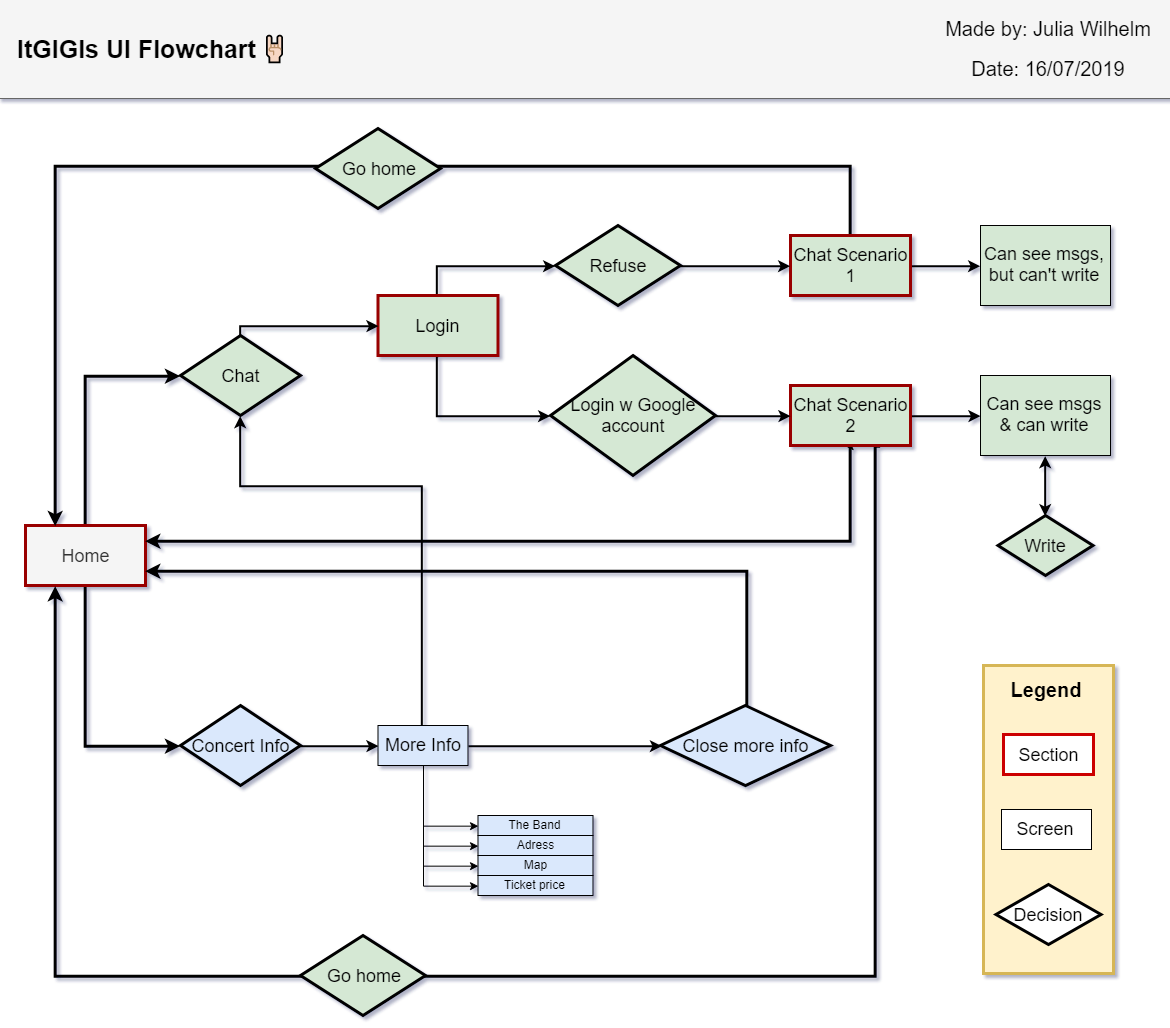 ItGIGIs UI Flowchart 🤘🏻
Made by: Julia Wilhelm
Date: 16/07/2019
Go home
Refuse
Chat Scenario
1
Can see msgs,
but can't write
Login
Chat
Login w Google
account
Chat Scenario
2
Can see msgs
& can write
Home
Write
Concert Info
More Info
Close more info
The Band
Adress
Map
Ticket price
Go home
Legend
Section
Screen
Decision